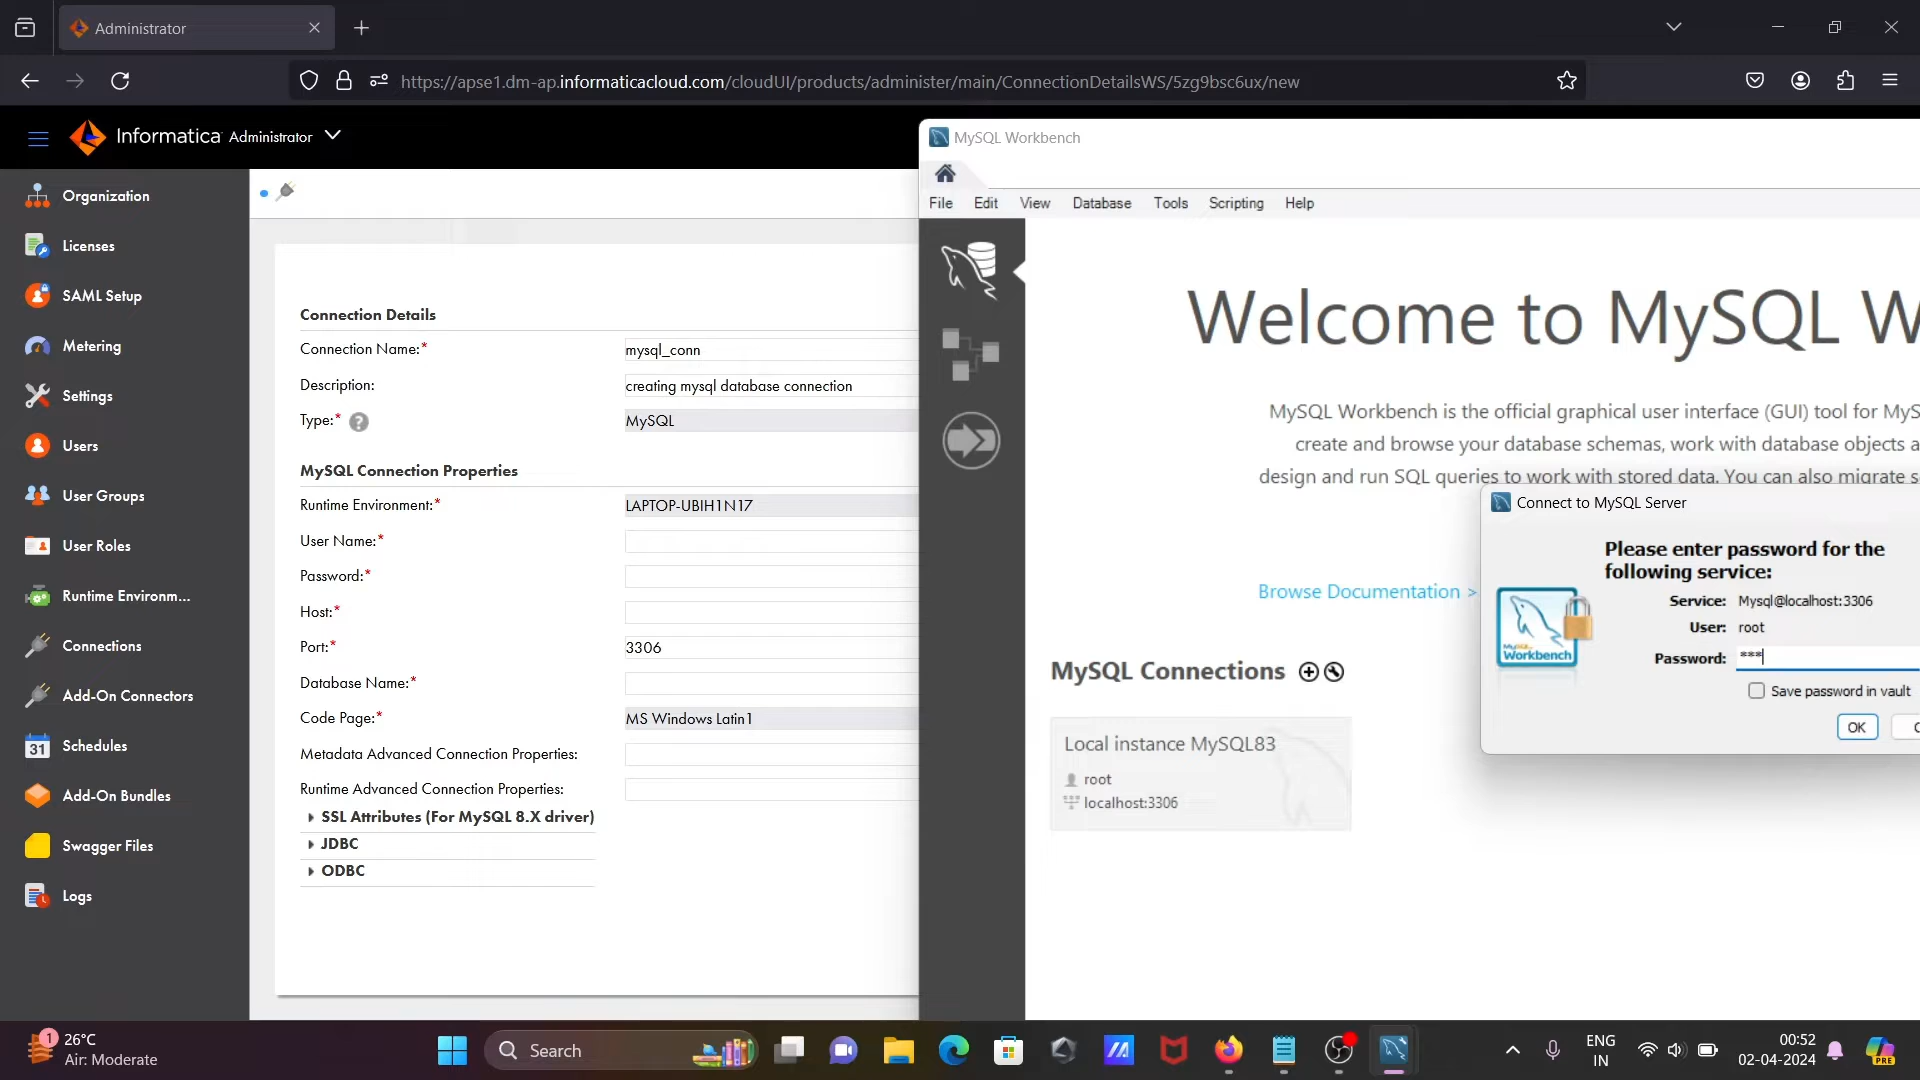 Administrator
https://apse1.dm-ap.informaticacloud.com/cloudUI/products/administer/main/ConnectionDetailsWS/5zg9bsc6ux/new
Informatica Administrator
Organization
Licenses
SAML Setup
Metering
Settings
Users
User Groups
User Roles
Runtime Environm...
Connections
Add-On Connectors
31 Schedules
Add-On Bundles
Swagger Files
Logs
Connection Details
Connection Name:* mysql_conn
Description: creating mysql database connection
Type:* ? MySQL
MySQL Connection Properties
Runtime Environment:* LAPTOP-UBIH1N17
User Name:*
Password:*
Host:*
Port:* 3306
Database Name:*
Code Page:* MS Windows Latin1
Metadata Advanced Connection Properties:
Runtime Advanced Connection Properties:
SSL Attributes (For MySQL 8.X driver)
JDBC
ODBC
MySQL Workbench
File Edit View Database Tools Scripting Help
Welcome to MySQL W
MySQL Workbench is the official graphical user interface (GUI) tool for MyS
create and browse your database schemas, work with database objects a
design and run SQL queries to work with stored data. You can also migrate s
Browse Documentation >
MySQL Connections
Local instance MySQL83
root
localhost:3306
Connect to MySQL Server
Please enter password for the
following service:
Service: Mysql@localhost:3306
User: root
Password: ***
MySQL
Workbench
Save password in vault
OK C
1
26°C
Air: Moderate
Search
ENG
IN
00:52
02-04-2024
PRE